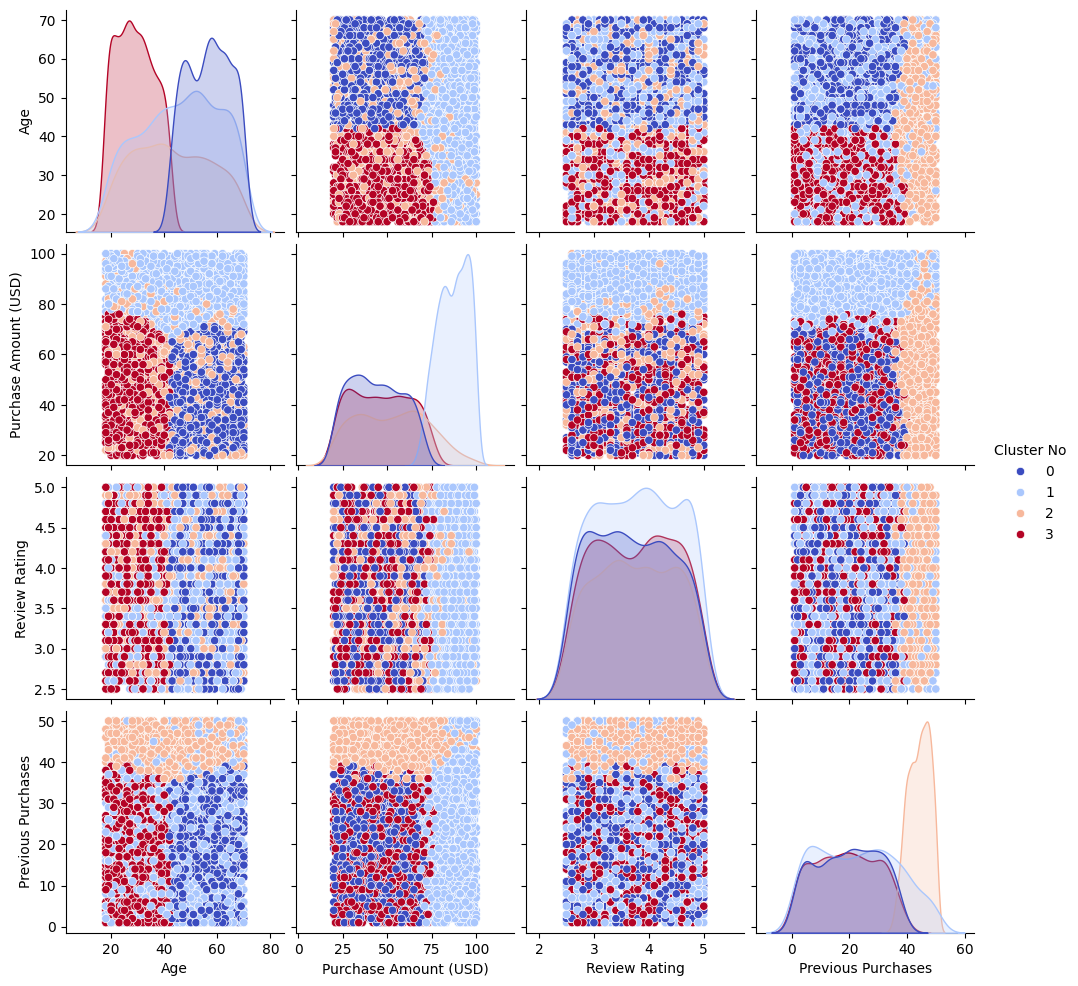 70
60
50
40
30
20
Age
100
80
60
40
20
Purchase Amount (USD)
Cluster No
0
1
2
3
5.0
4.5
4.0
3.5
3.0
2.5
Review Rating
50
40
30
20
10
0
Previous Purchases
20 40 60 80
0 25 50 75 100
2 3 4 5
0 20 40 60
Age
Purchase Amount (USD)
Review Rating
Previous Purchases